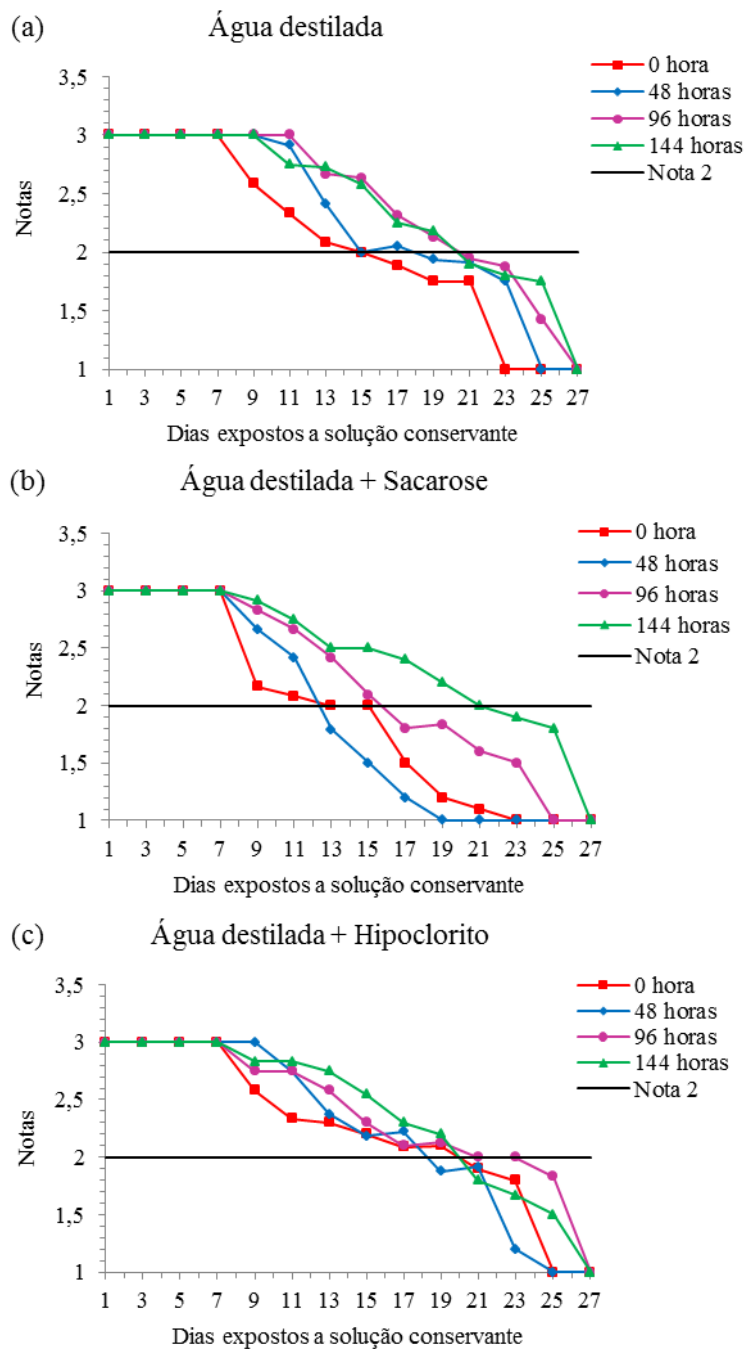 (a) Água destilada
3,5
3
2,5
2
1,5
1
Notas
1 3 5 7 9 11 13 15 17 19 21 23 25 27
Dias expostos a solução conservante
0 hora
48 horas
96 horas
144 horas
Nota 2
(b) Água destilada + Sacarose
3,5
3
2,5
2
1,5
1
Notas
1 3 5 7 9 11 13 15 17 19 21 23 25 27
Dias expostos a solução conservante
0 hora
48 horas
96 horas
144 horas
Nota 2
(c) Água destilada + Hipoclorito
3,5
3
2,5
2
1,5
1
Notas
1 3 5 7 9 11 13 15 17 19 21 23 25 27
Dias expostos a solução conservante
0 hora
48 horas
96 horas
144 horas
Nota 2